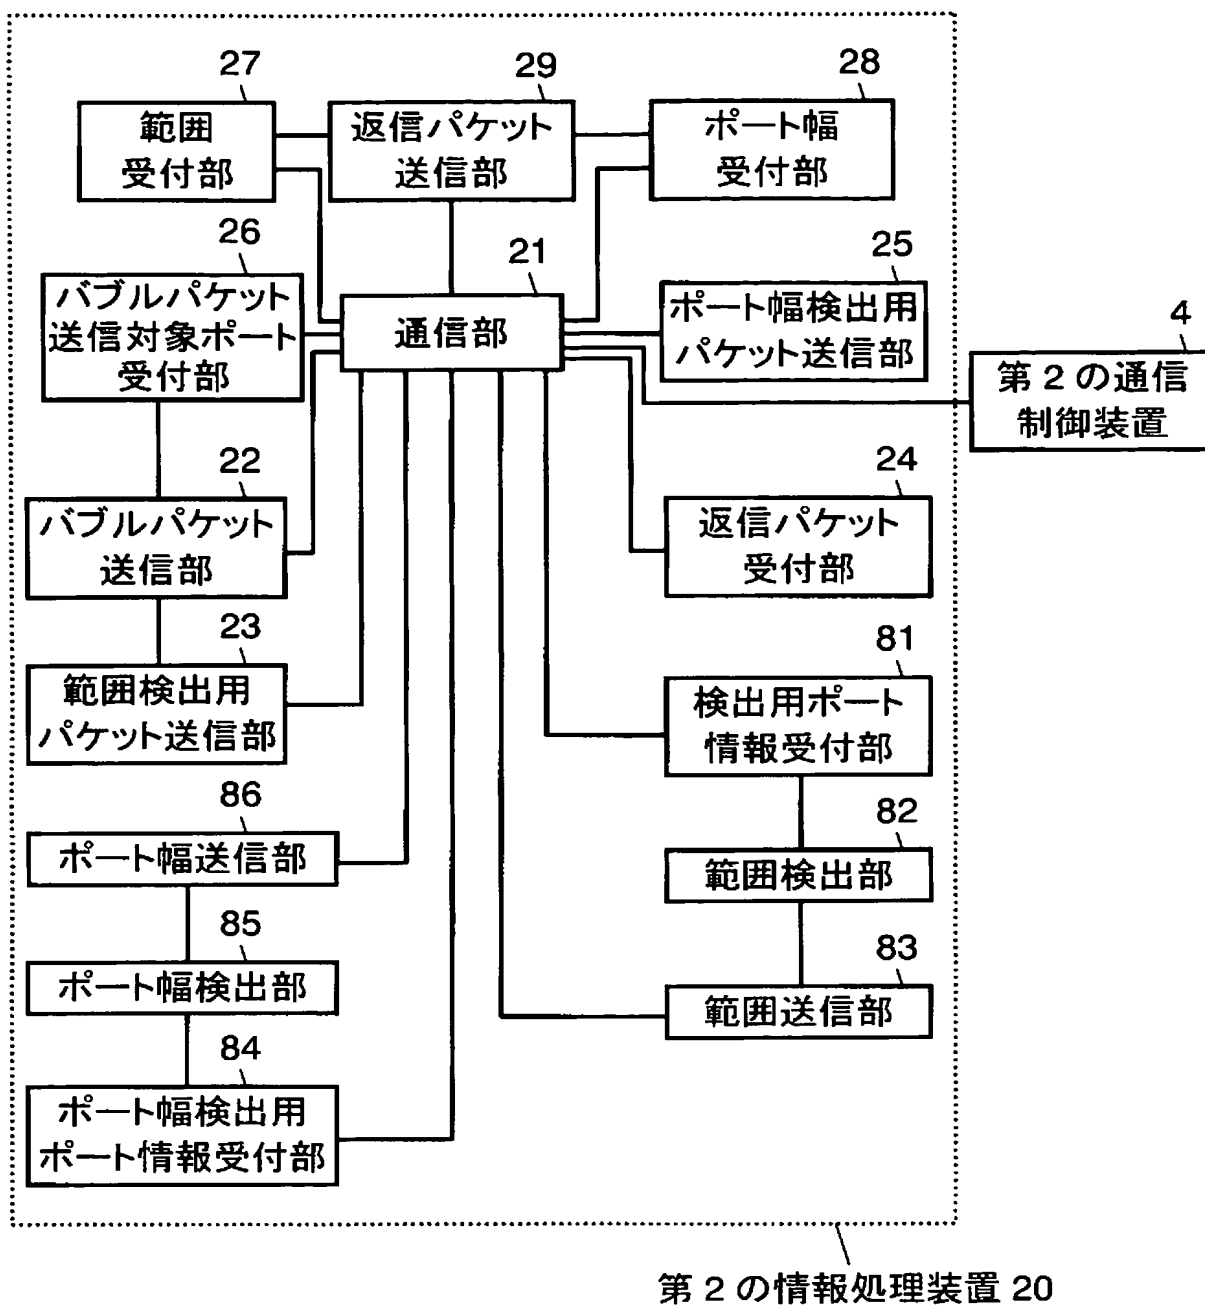 27
範囲
受付部
29
返信パケット
送信部
28
ポート幅
受付部
26
バブルパケット
送信対象ポート
受付部
21
通信部
25
ポート幅検出用
パケット送信部
4
第2の通信
制御装置
22
バブルパケット
送信部
24
返信パケット
受付部
23
範囲検出用
パケット送信部
81
検出用ポート
情報受付部
86
ポート幅送信部
82
範囲検出部
85
ポート幅検出部
83
範囲送信部
84
ポート幅検出用
ポート情報受付部
第2の情報処理装置20